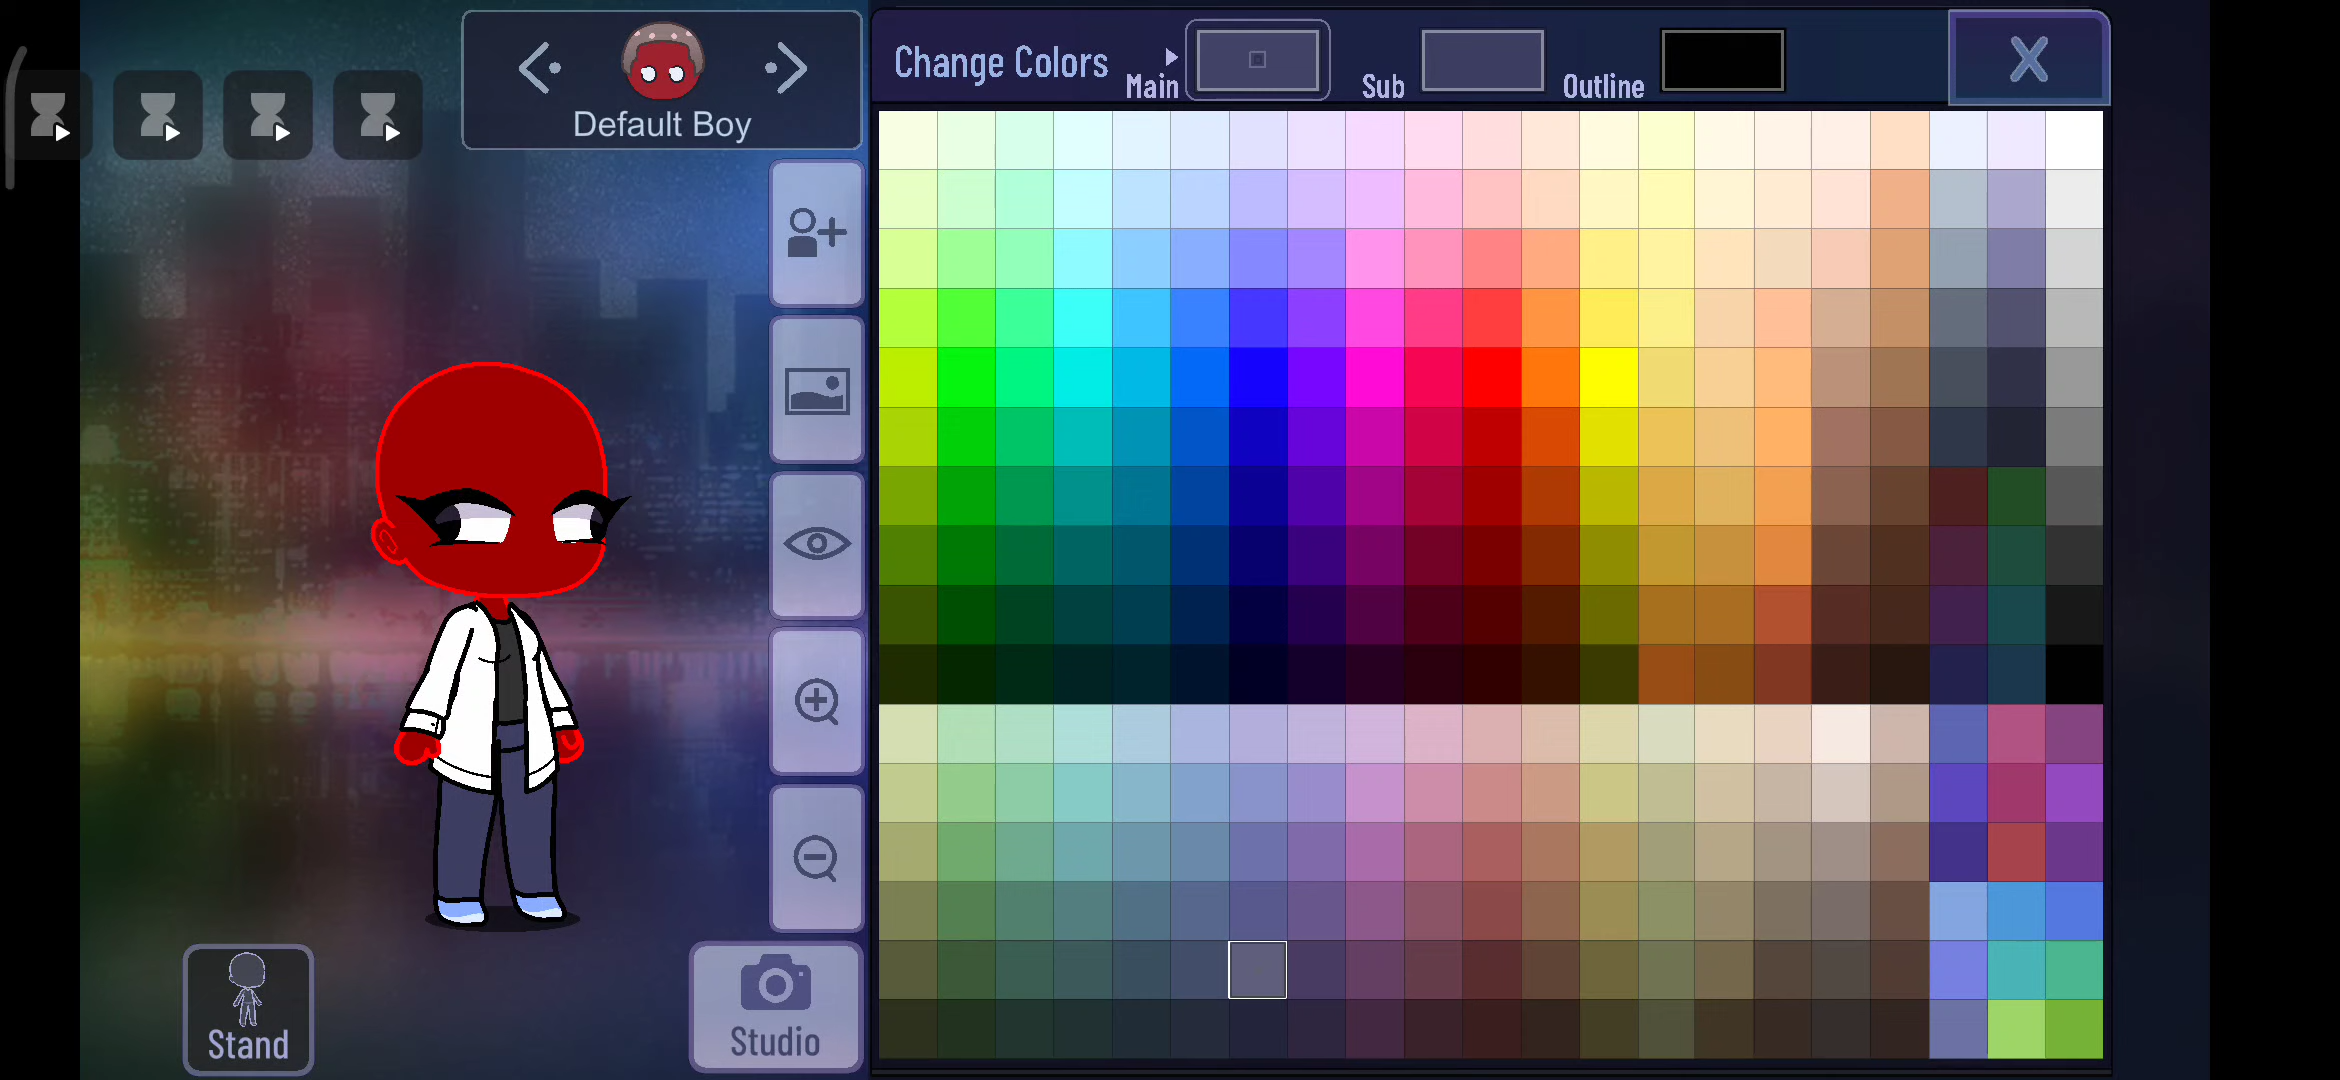 Default Boy
Change Colors
Main
Sub
Outline
X
Stand
Studio